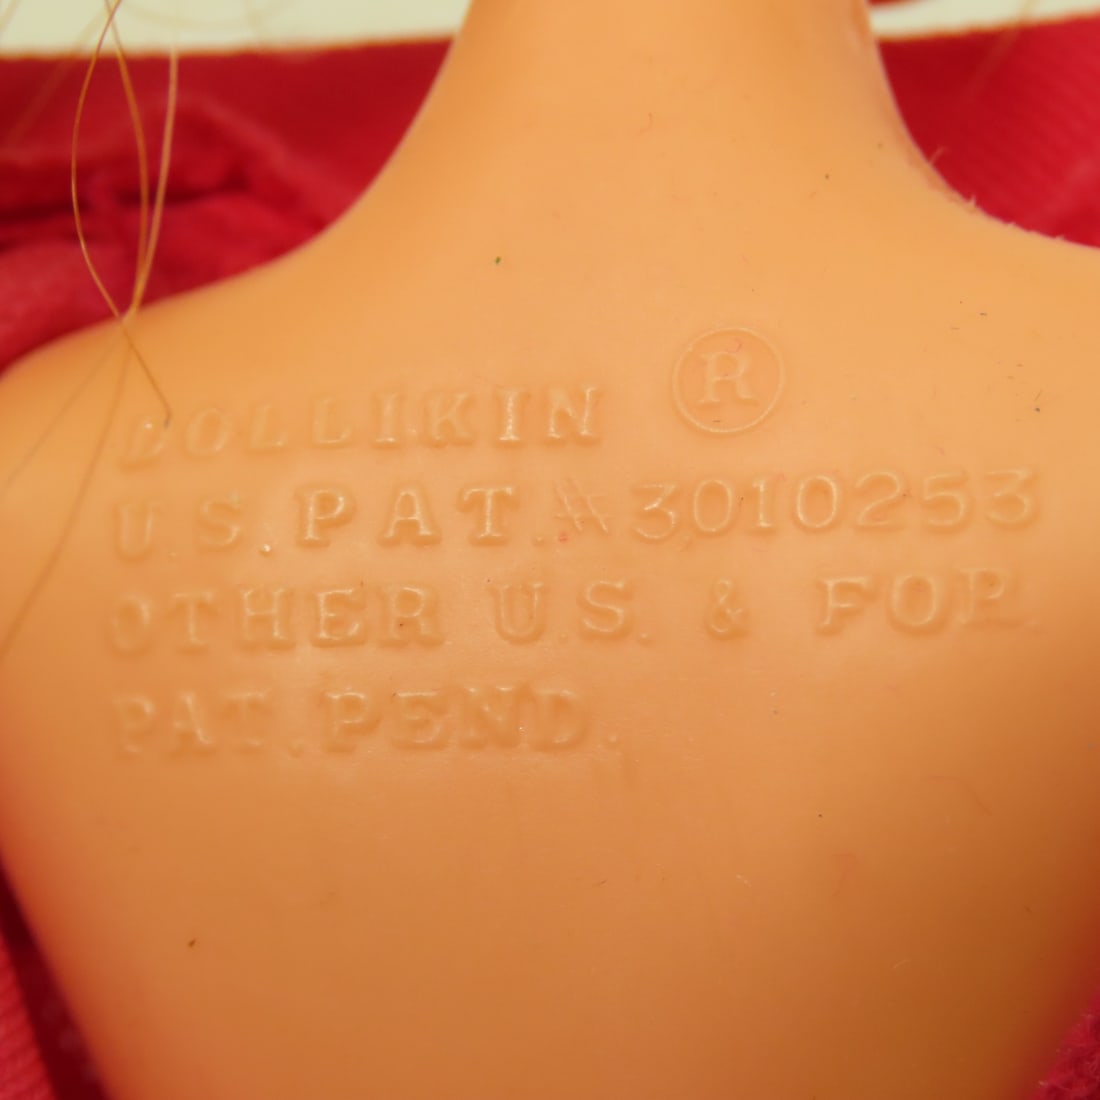 DOLLIKIN ®
U.S. PAT. #3010253
OTHER U.S. & FOR.
PAT. PEND.